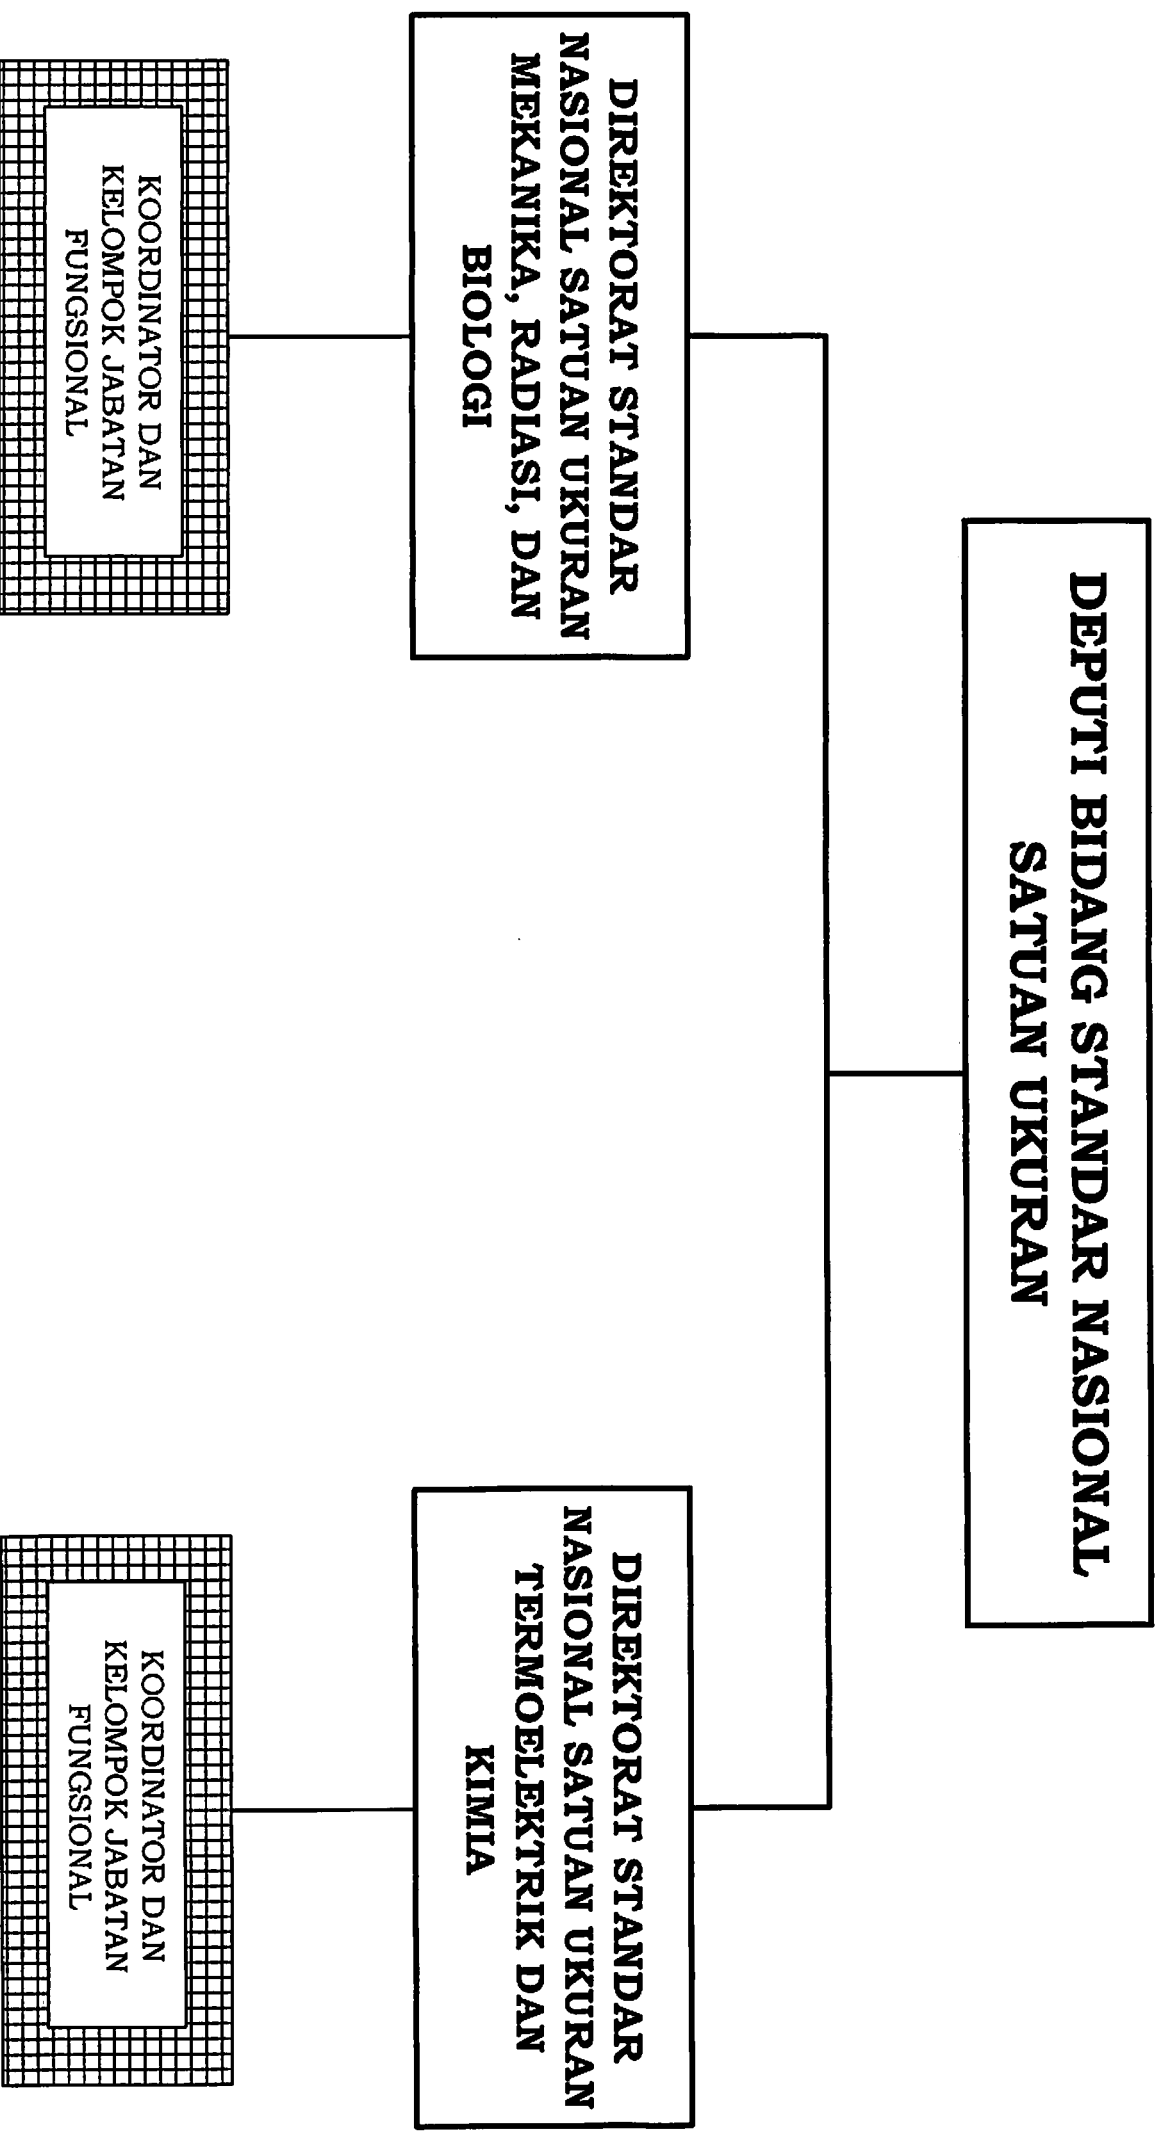 DEPUTI BIDANG STANDAR NASIONAL
SATUAN UKURAN
DIREKTORAT STANDAR
NASIONAL SATUAN UKURAN
MEKANIKA, RADIASI, DAN
BIOLOGI
DIREKTORAT STANDAR
NASIONAL SATUAN UKURAN
TERMOELEKTRIK DAN
KIMIA
KOORDINATOR DAN
KELOMPOK JABATAN
FUNGSIONAL
KOORDINATOR DAN
KELOMPOK JABATAN
FUNGSIONAL